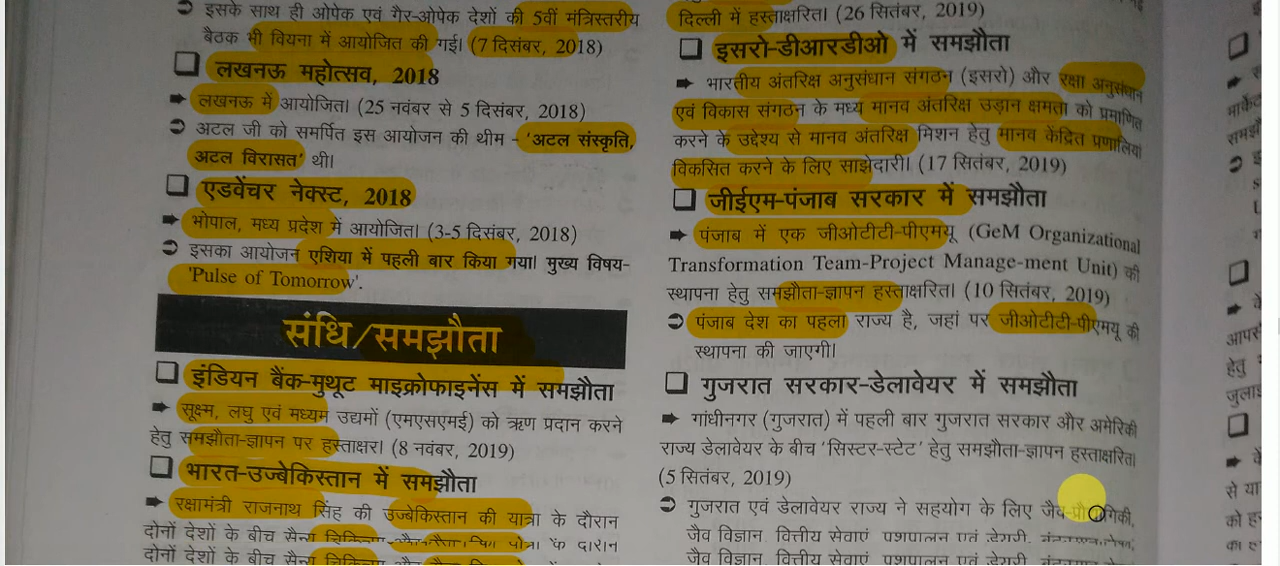 इसके साथ ही ओपेक एवं गैर-ओपेक देशों की 5वीं मंत्रिस्तरीय
बैठक भी वियना में आयोजित की गई। (7 दिसंबर, 2018)
लखनऊ महोत्सव, 2018
लखनऊ में आयोजित। (25 नवंबर से 5 दिसंबर, 2018)
अटल जी को समर्पित इस आयोजन की थीम – 'अटल संस्कृति,
अटल विरासत' थी।
एडवेंचर नेक्स्ट, 2018
भोपाल, मध्य प्रदेश में आयोजित। (3-5 दिसंबर, 2018)
इसका आयोजन एशिया में पहली बार किया गया। मुख्य विषय-
'Pulse of Tomorrow'.
संधि/समझौता
इंडियन बैंक-मुथूट माइक्रोफाइनेंस में समझौता
सूक्ष्म, लघु एवं मध्यम उद्यमों (एमएसएमई) को ऋण प्रदान करने
हेतु समझौता-ज्ञापन पर हस्ताक्षर। (8 नवंबर, 2019)
भारत-उज्बेकिस्तान में समझौता
रक्षामंत्री राजनाथ सिंह की उज्बेकिस्तान की यात्रा के दौरान
दोनों देशों के बीच सैन्य
दोनों देशों के बीच सैन्य चिकित्सा
दिल्ली में हस्ताक्षरित। (26 सितंबर, 2019)
इसरो-डीआरडीओ में समझौता
भारतीय अंतरिक्ष अनुसंधान संगठन (इसरो) और रक्षा अनुसंधान
एवं विकास संगठन के मध्य मानव अंतरिक्ष उड़ान क्षमता को प्रमाणित
करने के उद्देश्य से मानव अंतरिक्ष मिशन हेतु मानव केंद्रित प्रणालियां
विकसित करने के लिए साझेदारी। (17 सितंबर, 2019)
जीईएम-पंजाब सरकार में समझौता
पंजाब में एक जीओटीटी-पीएमयू (GeM Organizational
Transformation Team-Project Manage-ment Unit) की
स्थापना हेतु समझौता-ज्ञापन हस्ताक्षरित। (10 सितंबर, 2019)
पंजाब देश का पहला राज्य है, जहां पर जीओटीटी-पीएमयू की
स्थापना की जाएगी।
गुजरात सरकार-डेलावेयर में समझौता
गांधीनगर (गुजरात) में पहली बार गुजरात सरकार और अमेरिकी
राज्य डेलावेयर के बीच 'सिस्टर-स्टेट' हेतु समझौता-ज्ञापन हस्ताक्षरित।
(5 सितंबर, 2019)
गुजरात एवं डेलावेयर राज्य ने सहयोग के लिए जैव-प्रौद्योगिकी,
जैव विज्ञान, वित्तीय सेवाएं, पशुपालन एवं डेयरी,
जैव विज्ञान, वित्तीय सेवाएं, पशुपालन एवं डेयरी,
हेतु
से या
को ह